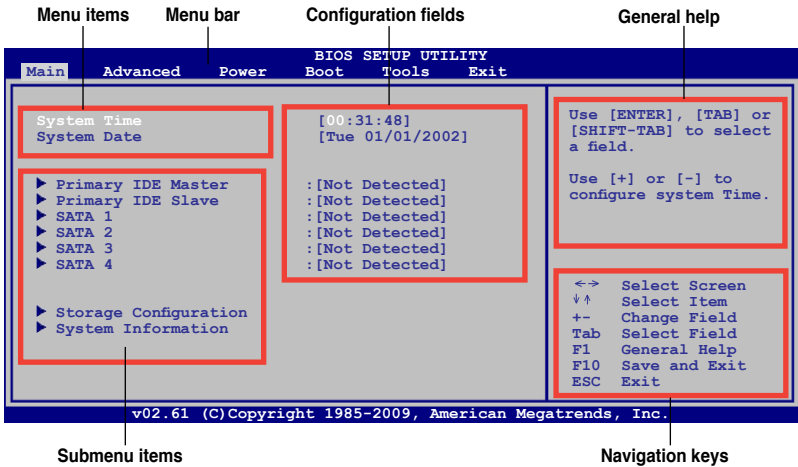 Menu items Menu bar Configuration fields General help
BIOS SETUP UTILITY
Main Advanced Power Boot Tools Exit
System Time [00:31:48]
System Date [Tue 01/01/2002]
Primary IDE Master :[Not Detected]
Primary IDE Slave :[Not Detected]
SATA 1 :[Not Detected]
SATA 2 :[Not Detected]
SATA 3 :[Not Detected]
SATA 4 :[Not Detected]
Storage Configuration
System Information
Use [ENTER], [TAB] or
[SHIFT-TAB] to select
a field.
Use [+] or [-] to
configure system Time.
←→ Select Screen
↓↑ Select Item
+- Change Field
Tab Select Field
F1 General Help
F10 Save and Exit
ESC Exit
v02.61 (C)Copyright 1985-2009, American Megatrends, Inc.
Submenu items Navigation keys